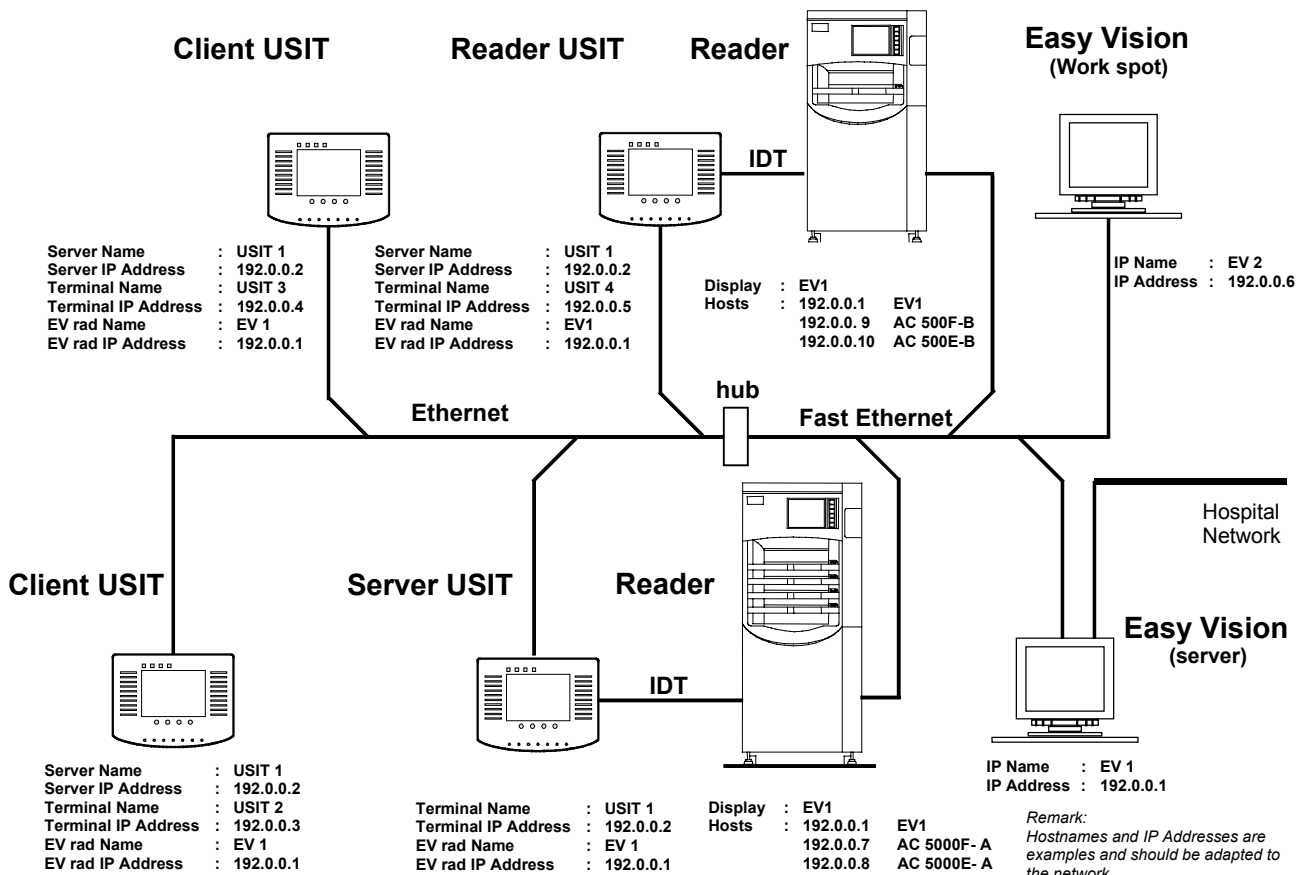 Client USIT
Reader USIT
Reader
Easy Vision
(Work spot)
IDT
Server Name : USIT 1
Server IP Address : 192.0.0.2
Terminal Name : USIT 3
Terminal IP Address : 192.0.0.4
EV rad Name : EV 1
EV rad IP Address : 192.0.0.1
Server Name : USIT 1
Server IP Address : 192.0.0.2
Terminal Name : USIT 4
Terminal IP Address : 192.0.0.5
EV rad Name : EV1
EV rad IP Address : 192.0.0.1
Display : EV1
Hosts : 192.0.0.1 EV1
192.0.0. 9 AC 500F-B
192.0.0.10 AC 500E-B
IP Name : EV 2
IP Address : 192.0.0.6
hub
Ethernet
Fast Ethernet
Hospital
Network
Client USIT
Server USIT
Reader
Easy Vision
(server)
IDT
Server Name : USIT 1
Server IP Address : 192.0.0.2
Terminal Name : USIT 2
Terminal IP Address : 192.0.0.3
EV rad Name : EV 1
EV rad IP Address : 192.0.0.1
Terminal Name : USIT 1
Terminal IP Address : 192.0.0.2
EV rad Name : EV 1
EV rad IP Address : 192.0.0.1
Display : EV1
Hosts : 192.0.0.1 EV1
192.0.0.7 AC 5000F- A
192.0.0.8 AC 5000E- A
IP Name : EV 1
IP Address : 192.0.0.1
Remark:
Hostnames and IP Addresses are
examples and should be adapted to
the network